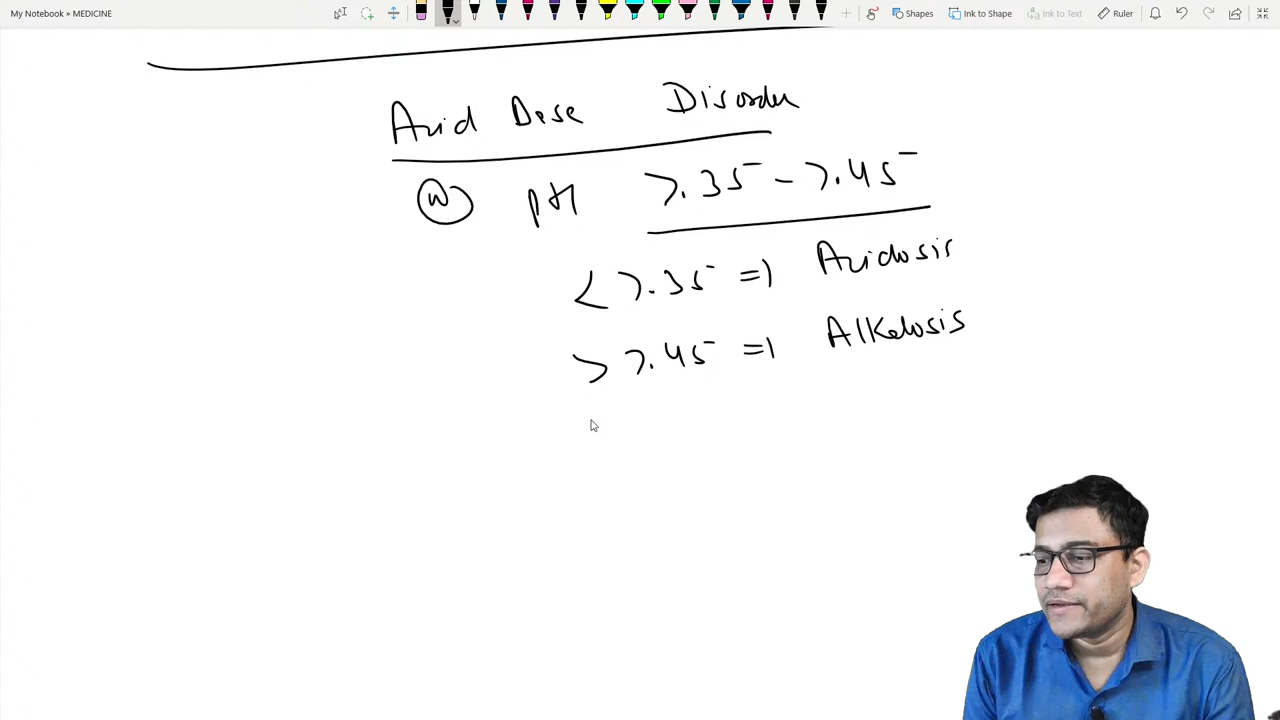 My Notebook » MEDICINE
Shapes Ink to Shape Ink to Text Ruler
Acid Base Disorder
N pH 7.35 - 7.45
< 7.35 => Acidosis
> 7.45 => Alkalosis